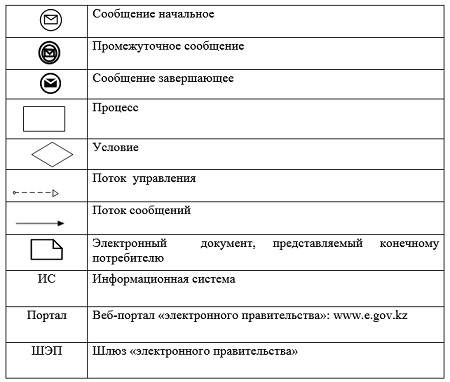 Сообщение начальное
Промежуточное сообщение
Сообщение завершающее
Процесс
Условие
Поток управления
Поток сообщений
Электронный документ, представляемый конечному
потребителю
ИС Информационная система
Портал Веб-портал «электронного правительства»: www.e.gov.kz
ШЭП Шлюз «электронного правительства»